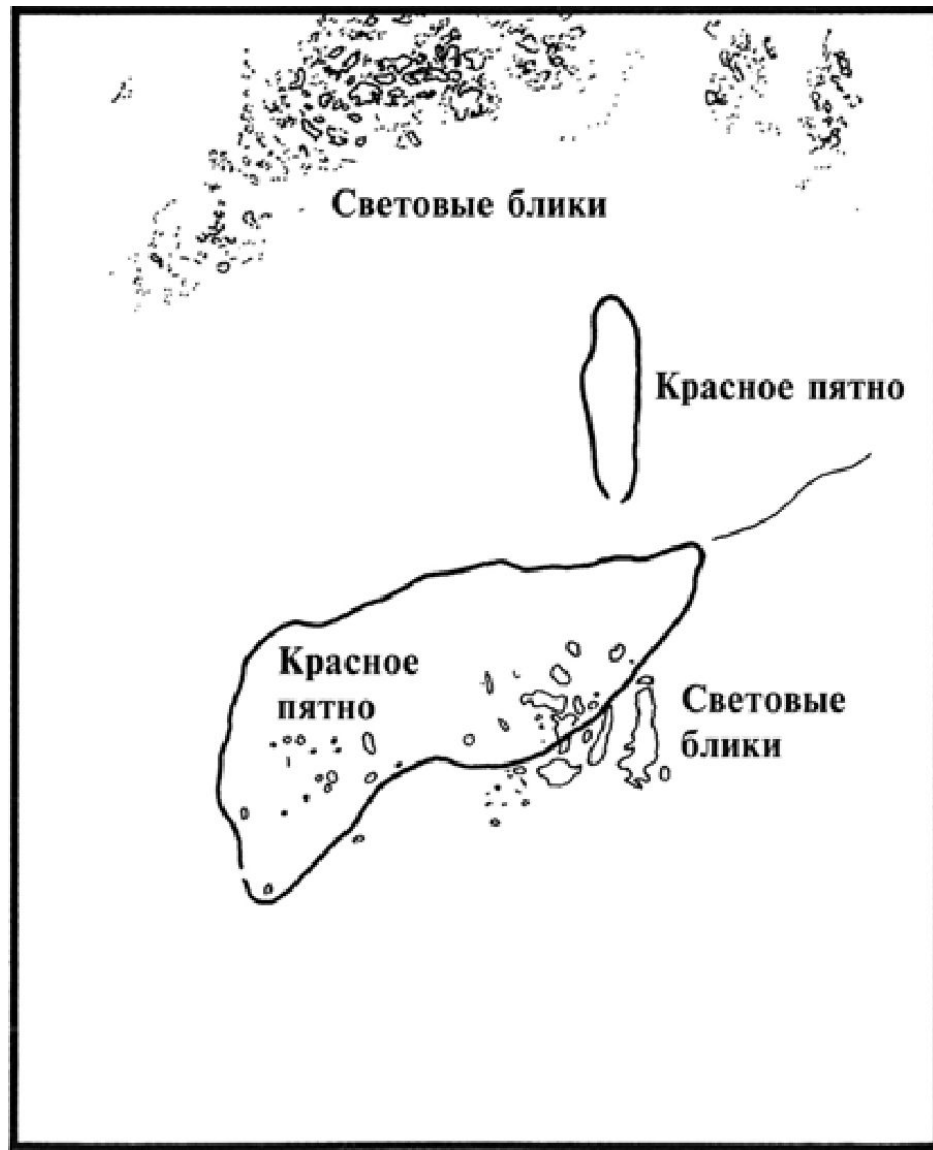 Световые блики
Красное пятно
Красное
пятно
Световые
блики